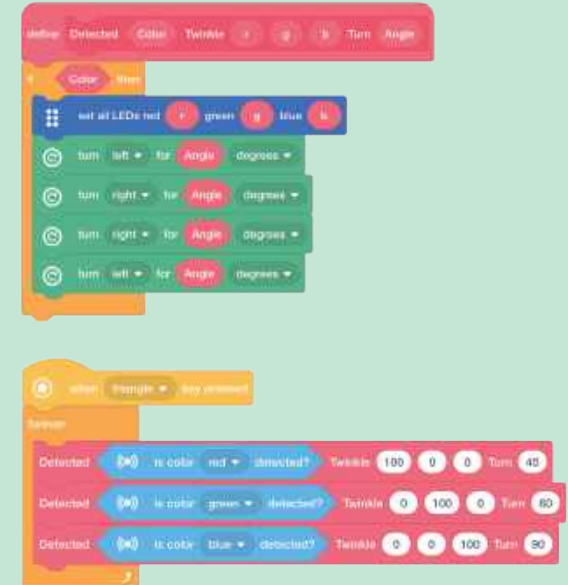 define Detected Color Twinkle r g b Turn Angle
if Color then
set all LEDs red r green g blue b
turn left for Angle degrees
turn right for Angle degrees
turn right for Angle degrees
turn left for Angle degrees
when triangle key pressed
forever
Detected is color red detected? Twinkle 100 0 0 Turn 45
Detected is color green detected? Twinkle 0 100 0 Turn 60
Detected is color blue detected? Twinkle 0 0 100 Turn 90